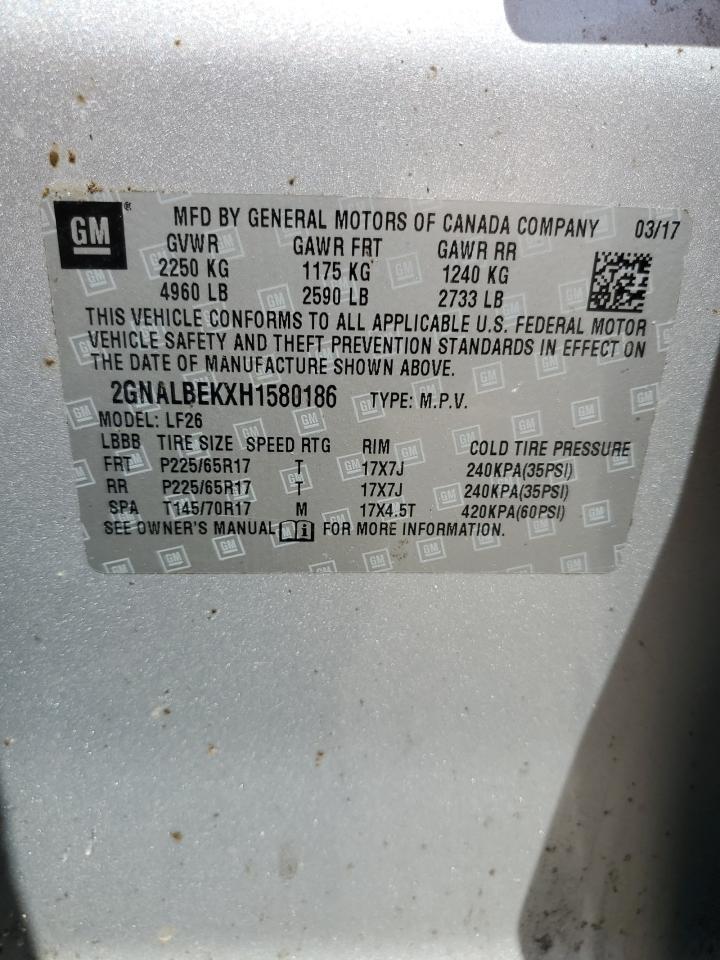 GM ® MFD BY GENERAL MOTORS OF CANADA COMPANY 03/17
GVWR GAWR FRT GAWR RR
2250 KG 1175 KG 1240 KG
4960 LB 2590 LB 2733 LB
THIS VEHICLE CONFORMS TO ALL APPLICABLE U.S. FEDERAL MOTOR
VEHICLE SAFETY AND THEFT PREVENTION STANDARDS IN EFFECT ON
THE DATE OF MANUFACTURE SHOWN ABOVE.
2GNALBEKXH1580186 TYPE: M.P.V.
MODEL: LF26
LBBB TIRE SIZE SPEED RTG RIM COLD TIRE PRESSURE
FRT P225/65R17 T 17X7J 240KPA(35PSI)
RR P225/65R17 T 17X7J 240KPA(35PSI)
SPA T145/70R17 M 17X4.5T 420KPA(60PSI)
SEE OWNER'S MANUAL i FOR MORE INFORMATION.